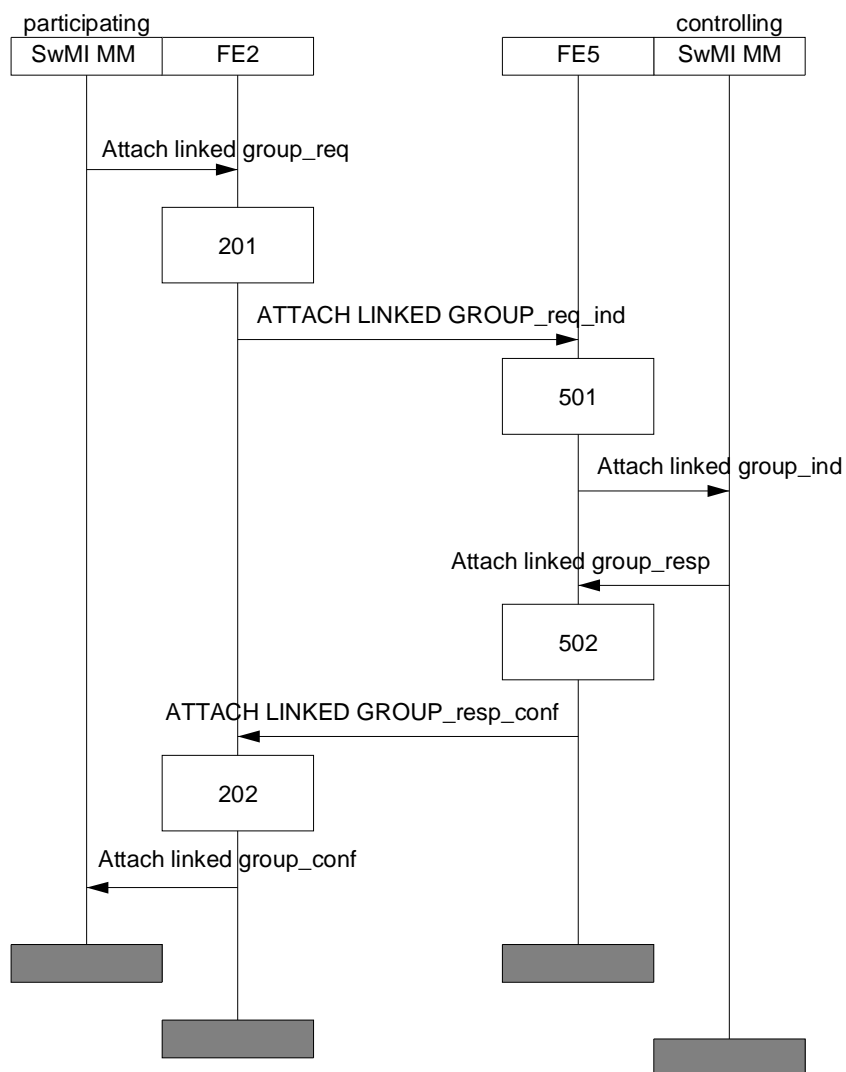 participating
controlling
SwMI MM
FE2
FE5
SwMI MM
Attach linked group_req
201
ATTACH LINKED GROUP_req_ind
501
Attach linked group_ind
Attach linked group_resp
502
ATTACH LINKED GROUP_resp_conf
202
Attach linked group_conf